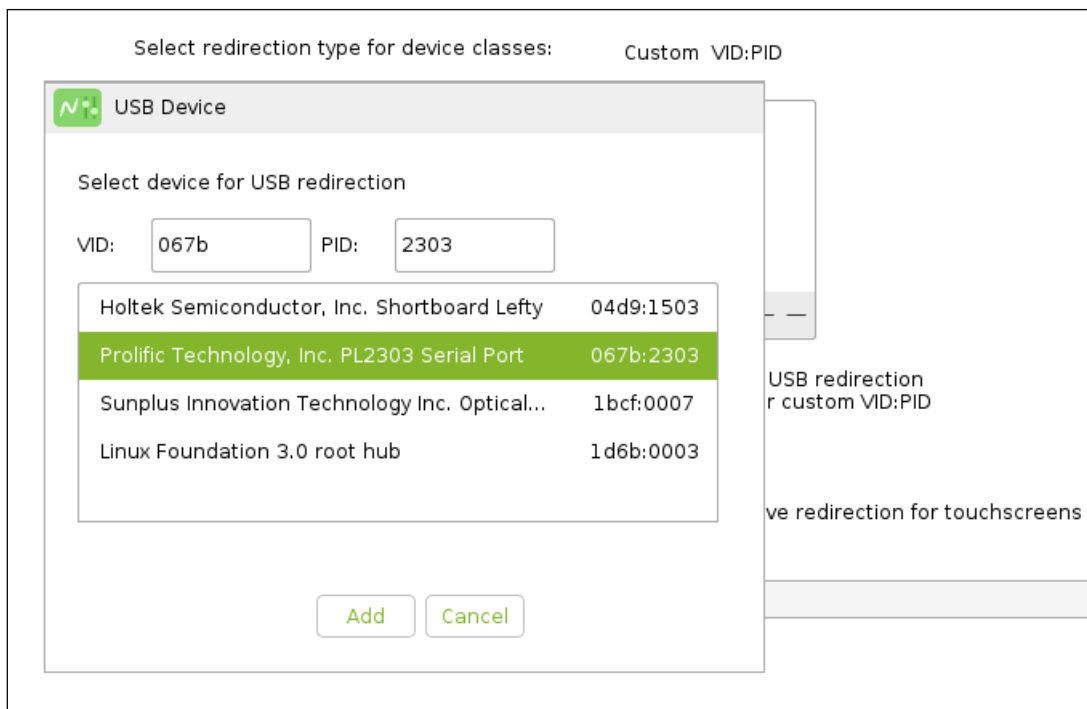 Select redirection type for device classes:
Custom VID:PID
USB Device
Select device for USB redirection
VID: 067b PID: 2303
Holtek Semiconductor, Inc. Shortboard Lefty 04d9:1503
Prolific Technology, Inc. PL2303 Serial Port 067b:2303
Sunplus Innovation Technology Inc. Optical... 1bcf:0007
Linux Foundation 3.0 root hub 1d6b:0003
Add Cancel
USB redirection
r custom VID:PID
ve redirection for touchscreens